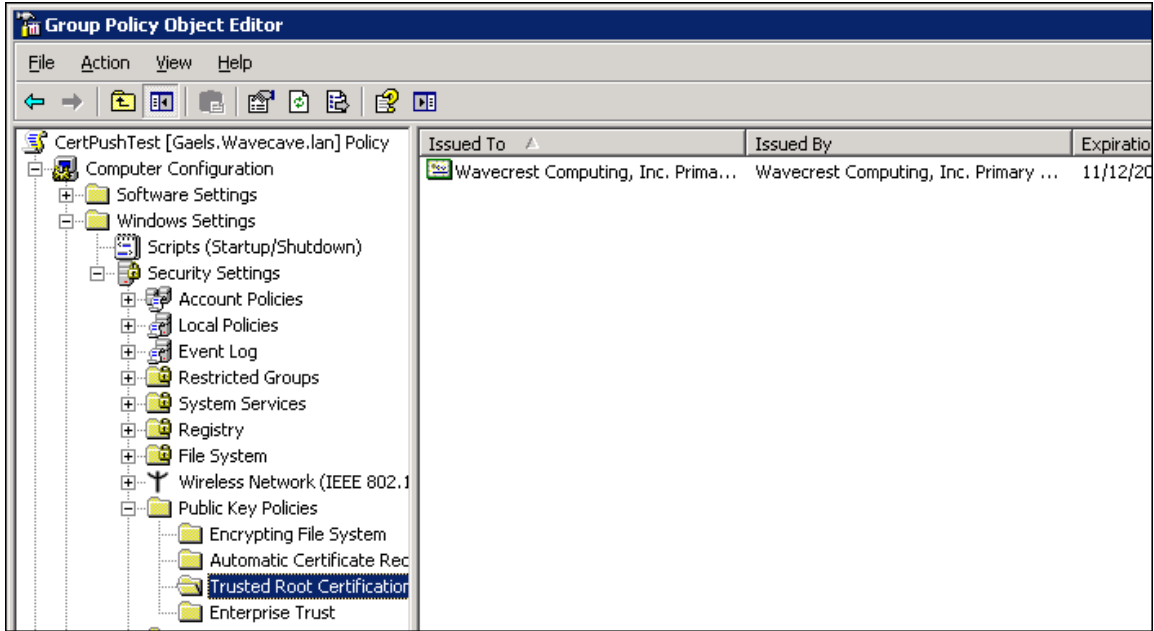 Group Policy Object Editor
File Action View Help
CertPushTest [Gaels.Wavecave.lan] Policy
Computer Configuration
Software Settings
Windows Settings
Scripts (Startup/Shutdown)
Security Settings
Account Policies
Local Policies
Event Log
Restricted Groups
System Services
Registry
File System
Wireless Network (IEEE 802.1
Public Key Policies
Encrypting File System
Automatic Certificate Rec
Trusted Root Certification
Enterprise Trust
Issued To Issued By Expiratio
Wavecrest Computing, Inc. Prima... Wavecrest Computing, Inc. Primary ... 11/12/20